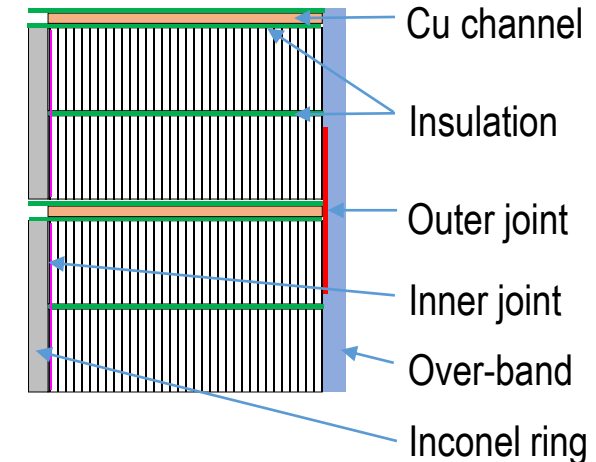 Cu channel
Insulation
Outer joint
Inner joint
Over-band
Inconel ring